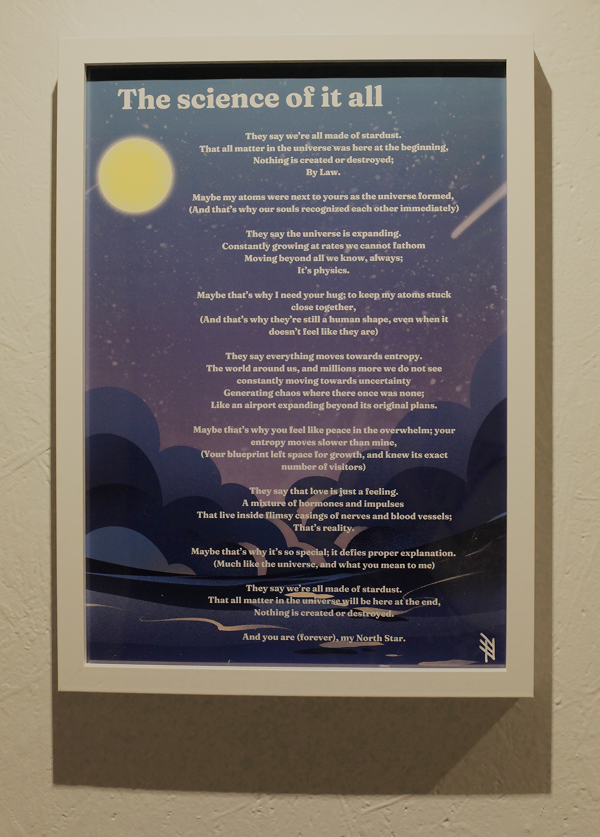 The science of it all
They say we're all made of stardust.
That all matter in the universe was here at the beginning,
Nothing is created or destroyed;
By Law.
Maybe my atoms were next to yours as the universe formed,
(And that's why our souls recognized each other immediately)
They say the universe is expanding.
Constantly growing at rates we cannot fathom
Moving beyond all we know, always;
It's physics.
Maybe that's why I need your hug; to keep my atoms stuck
close together,
(And that's why they're still a human shape, even when it
doesn't feel like they are)
They say everything moves towards entropy.
The world around us, and millions more we do not see
constantly moving towards uncertainty
Generating chaos where there once was none;
Like an airport expanding beyond its original plans.
Maybe that's why you feel like peace in the overwhelm; your
entropy moves slower than mine,
(Your blueprint left space for growth, and knew its exact
number of visitors)
They say that love is just a feeling.
A mixture of hormones and impulses
That live inside flimsy casings of nerves and blood vessels;
That's reality.
Maybe that's why it's so special; it defies proper explanation.
(Much like the universe, and what you mean to me)
They say we're all made of stardust.
That all matter in the universe will be here at the end,
Nothing is created or destroyed.
And you are (forever), my North Star.